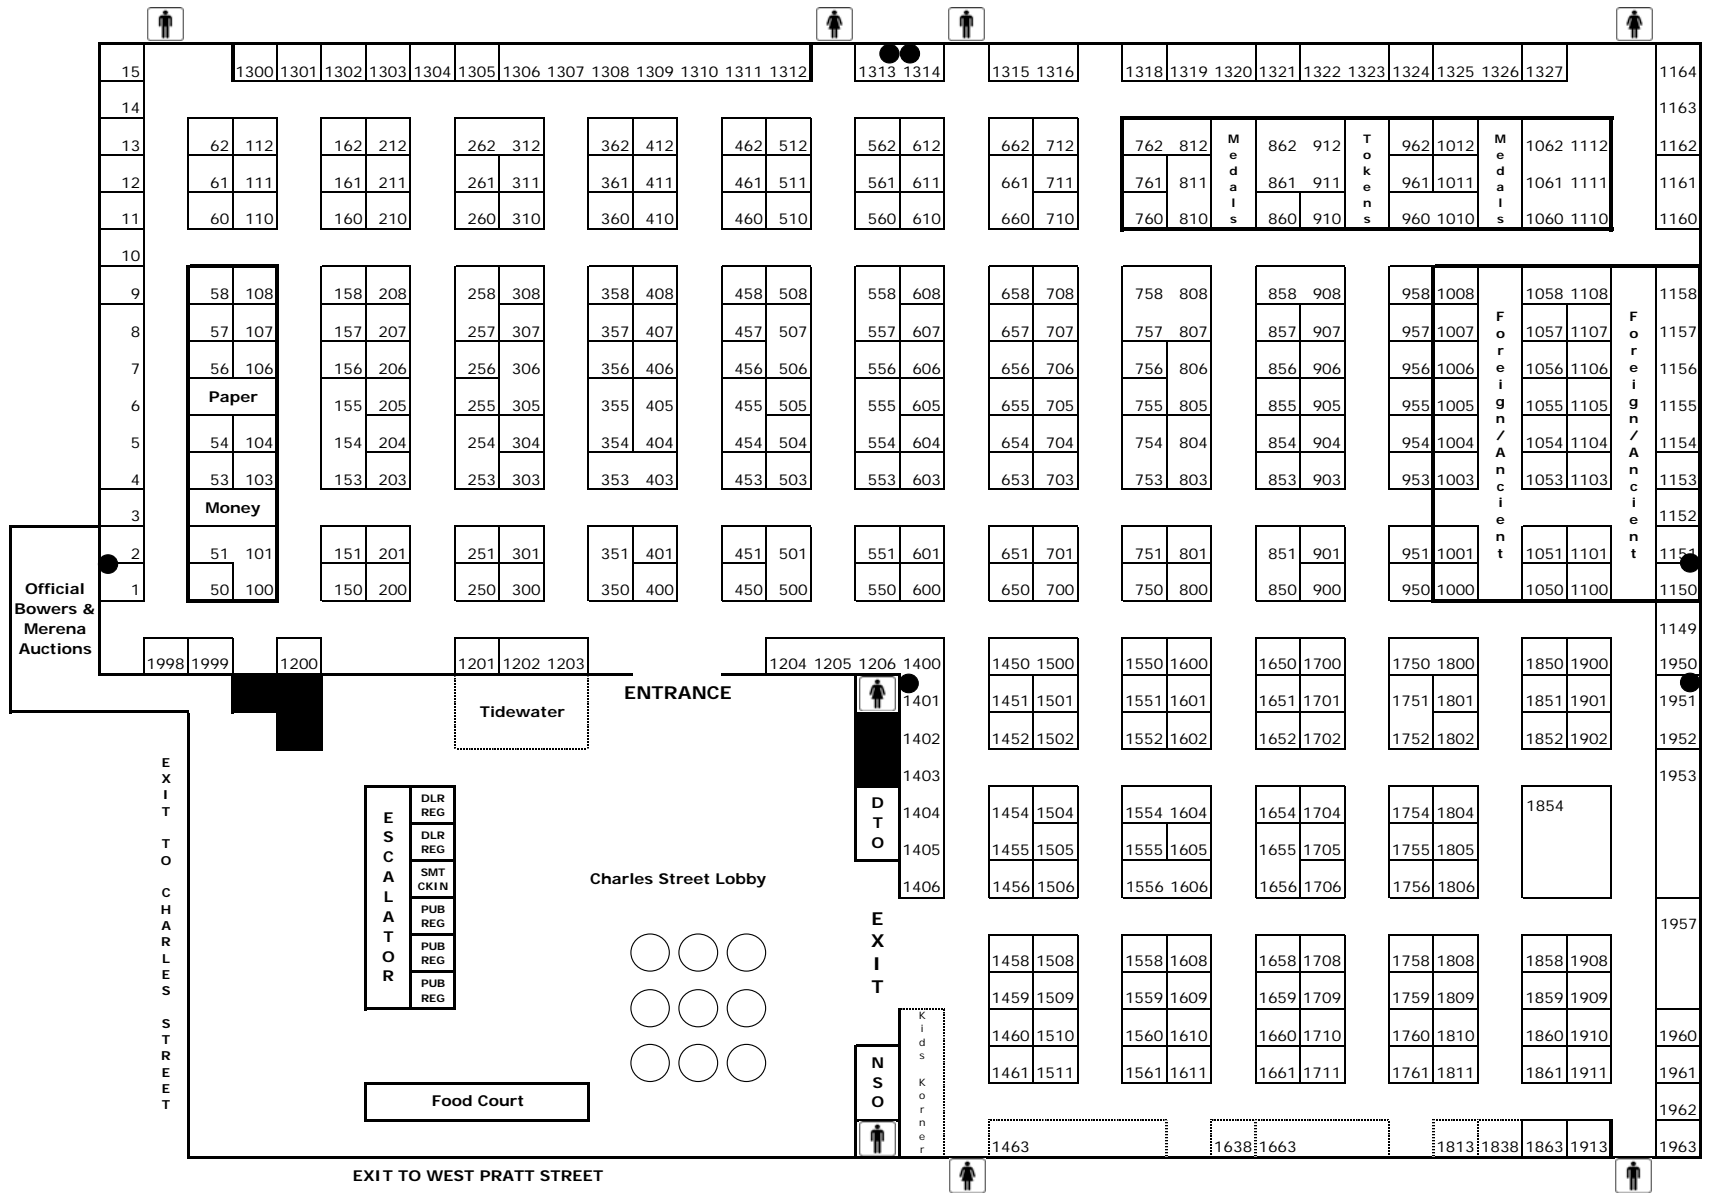 15 1300 1301 1302 1303 1304 1305 1306 1307 1308 1309 1310 1311 1312 1313 1314 1315 1316 1318 1319 1320 1321 1322 1323 1324 1325 1326 1327 1164
14 1163
13 62 112 162 212 262 312 362 412 462 512 562 612 662 712 762 812 862 912 962 1012 1062 1112 1162
Medals
Tokens
Medals
12 61 111 161 211 261 311 361 411 461 511 561 611 661 711 761 811 861 911 961 1011 1061 1111 1161
11 60 110 160 210 260 310 360 410 460 510 560 610 660 710 760 810 860 910 960 1010 1060 1110 1160
10
9 58 108 158 208 258 308 358 408 458 508 558 608 658 708 758 808 858 908 958 1008 1058 1108 1158
Foreign/Ancient
Foreign/Ancient
8 57 107 157 207 257 307 357 407 457 507 557 607 657 707 757 807 857 907 957 1007 1057 1107 1157
7 56 106 156 206 256 306 356 406 456 506 556 606 656 706 756 806 856 906 956 1006 1056 1106 1156
Paper
6 155 205 255 305 355 405 455 505 555 605 655 705 755 805 855 905 955 1005 1055 1105 1155
5 54 104 154 204 254 304 354 404 454 504 554 604 654 704 754 804 854 904 954 1004 1054 1104 1154
4 53 103 153 203 253 303 353 403 453 503 553 603 653 703 753 803 853 903 953 1003 1053 1103 1153
Money
3 1152
2 51 101 151 201 251 301 351 401 451 501 551 601 651 701 751 801 851 901 951 1001 1051 1101 1151
1 50 100 150 200 250 300 350 400 450 500 550 600 650 700 750 800 850 900 950 1000 1050 1100 1150
Official
Bowers &
Merena
Auctions
1149
1998 1999 1200 1201 1202 1203 1204 1205 1206 1400 1450 1500 1550 1600 1650 1700 1750 1800 1850 1900 1950
ENTRANCE
Tidewater
1401 1451 1501 1551 1601 1651 1701 1751 1801 1851 1901 1951
1402 1452 1502 1552 1602 1652 1702 1752 1802 1852 1902 1952
1403 1953
EXIT TO CHARLES STREET
ESCALATOR
DLR
REG
DLR
REG
SMT
CKIN
PUB
REG
PUB
REG
PUB
REG
Charles Street Lobby
DTO
1404 1454 1504 1554 1604 1654 1704 1754 1804 1854
1405 1455 1505 1555 1605 1655 1705 1755 1805
1406 1456 1506 1556 1606 1656 1706 1756 1806
EXIT
1957
1458 1508 1558 1608 1658 1708 1758 1808 1858 1908
1459 1509 1559 1609 1659 1709 1759 1809 1859 1909
Kids Korner
1460 1510 1560 1610 1660 1710 1760 1810 1860 1910 1960
NSO
1461 1511 1561 1611 1661 1711 1761 1811 1861 1911 1961
Food Court
1962
1463 1638 1663 1813 1838 1863 1913 1963
EXIT TO WEST PRATT STREET